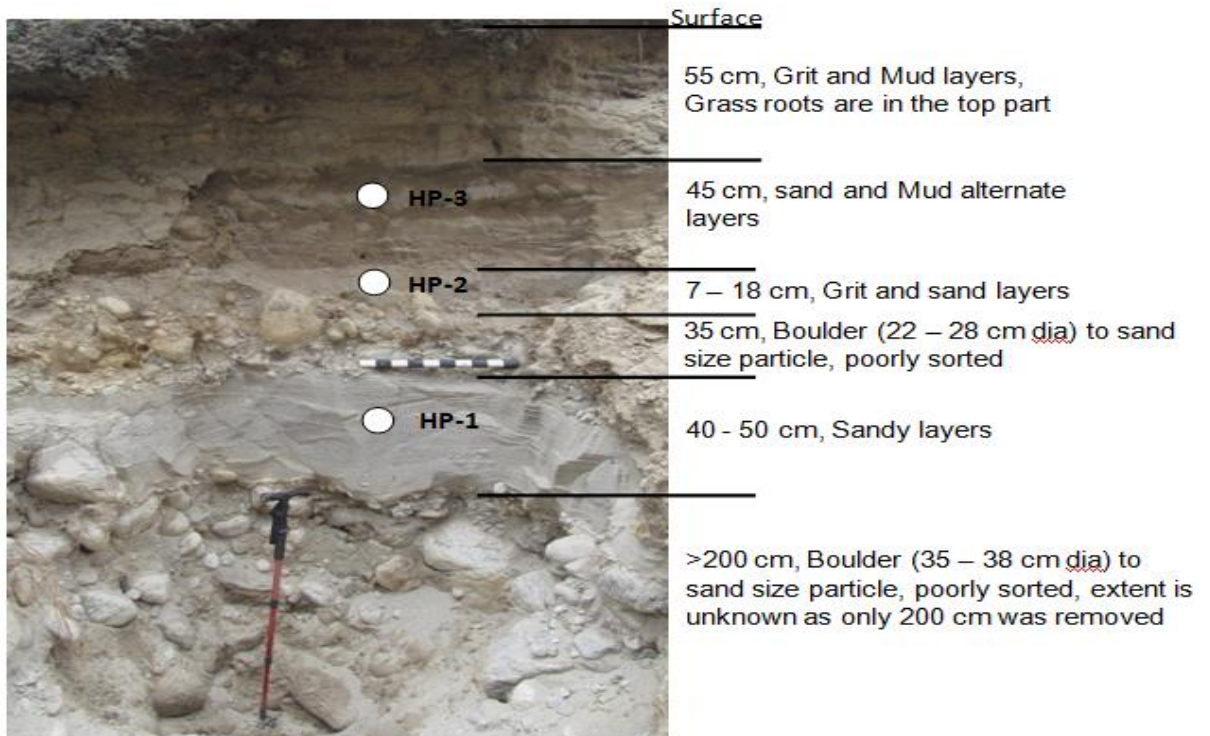 Surface
55 cm, Grit and Mud layers,
Grass roots are in the top part
HP-3
45 cm, sand and Mud alternate
layers
HP-2
7 – 18 cm, Grit and sand layers
35 cm, Boulder (22 – 28 cm dia) to sand
size particle, poorly sorted
HP-1
40 - 50 cm, Sandy layers
>200 cm, Boulder (35 – 38 cm dia) to
sand size particle, poorly sorted, extent is
unknown as only 200 cm was removed